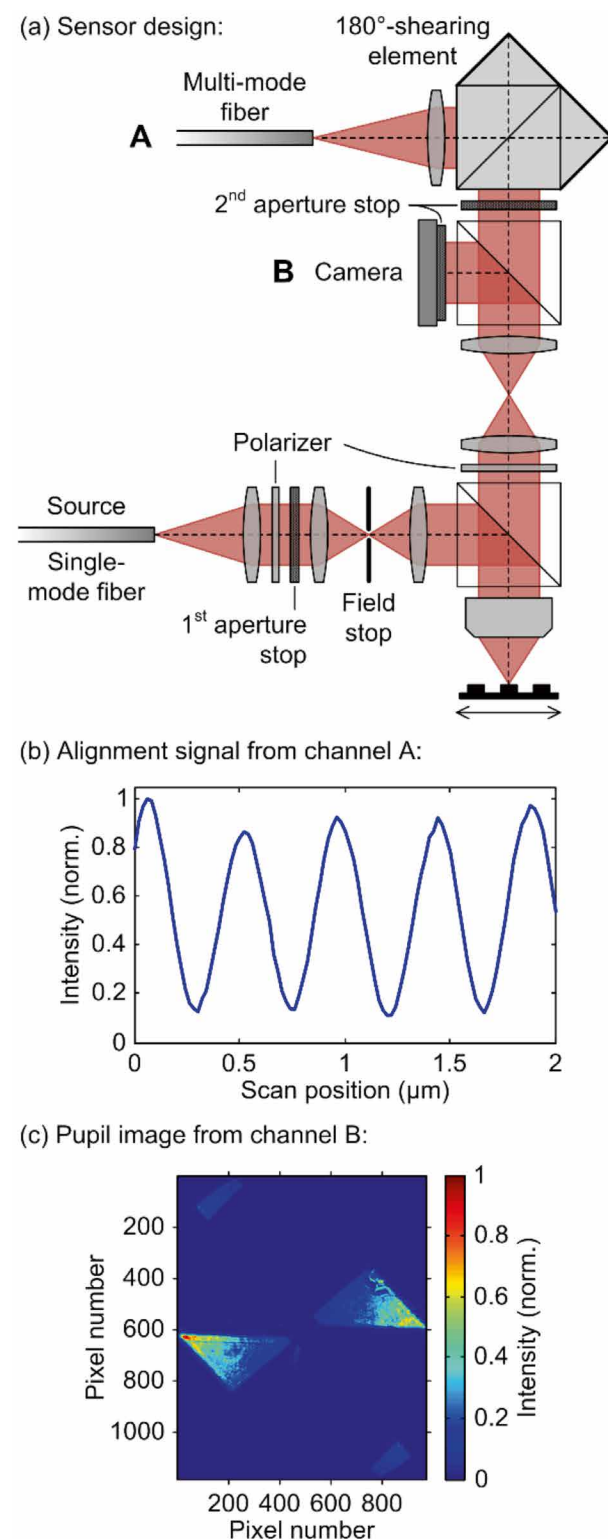 (a) Sensor design:
180°-shearing
element
Multi-mode
fiber
A
2nd aperture stop
B
Camera
Polarizer
Source
Single-
mode fiber
1st aperture
stop
Field
stop
(b) Alignment signal from channel A:
Intensity (norm.)
1
0.8
0.6
0.4
0.2
0
0
0.5
1
1.5
2
Scan position (µm)
(c) Pupil image from channel B:
Pixel number
200
400
600
800
1000
200 400 600 800
Pixel number
1
0.8
0.6
0.4
0.2
0
Intensity (norm.)